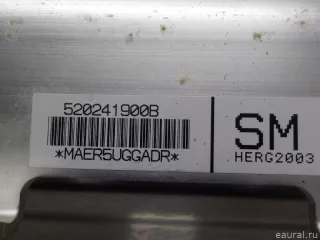 520241900B
*MAER5UGGADR*
SM
HERG2003
eaural.ru